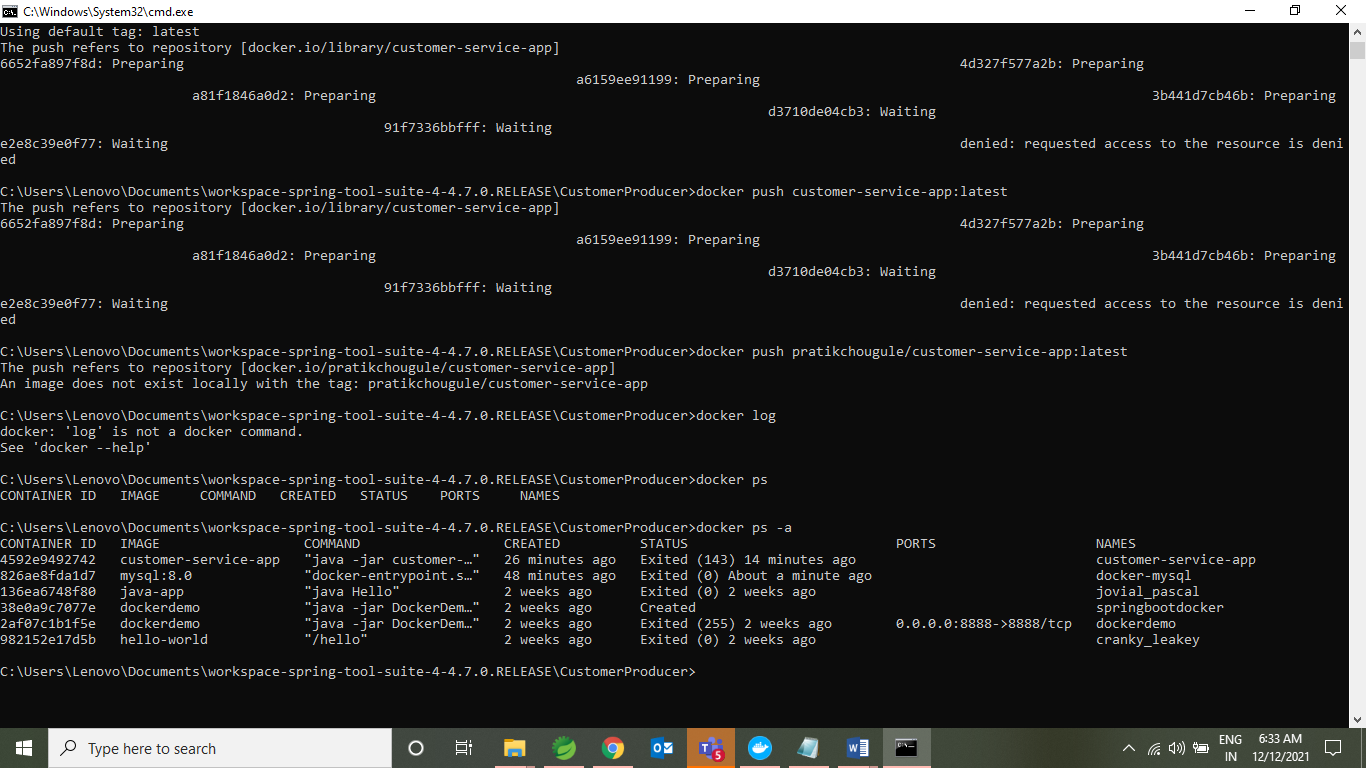 C:\Windows\System32\cmd.exe
Using default tag: latest
The push refers to repository [docker.io/library/customer-service-app]
6652fa897f8d: Preparing 4d327f577a2b: Preparing
a6159ee91199: Preparing
a81f1846a0d2: Preparing 3b441d7cb46b: Preparing
d3710de04cb3: Waiting
91f7336bbfff: Waiting
e2e8c39e0f77: Waiting denied: requested access to the resource is deni
ed
C:\Users\Lenovo\Documents\workspace-spring-tool-suite-4-4.7.0.RELEASE\CustomerProducer>docker push customer-service-app:latest
The push refers to repository [docker.io/library/customer-service-app]
6652fa897f8d: Preparing 4d327f577a2b: Preparing
a6159ee91199: Preparing
a81f1846a0d2: Preparing 3b441d7cb46b: Preparing
d3710de04cb3: Waiting
91f7336bbfff: Waiting
e2e8c39e0f77: Waiting denied: requested access to the resource is deni
ed
C:\Users\Lenovo\Documents\workspace-spring-tool-suite-4-4.7.0.RELEASE\CustomerProducer>docker push pratikchougule/customer-service-app:latest
The push refers to repository [docker.io/pratikchougule/customer-service-app]
An image does not exist locally with the tag: pratikchougule/customer-service-app
C:\Users\Lenovo\Documents\workspace-spring-tool-suite-4-4.7.0.RELEASE\CustomerProducer>docker log
docker: 'log' is not a docker command.
See 'docker --help'
C:\Users\Lenovo\Documents\workspace-spring-tool-suite-4-4.7.0.RELEASE\CustomerProducer>docker ps
CONTAINER ID IMAGE COMMAND CREATED STATUS PORTS NAMES
C:\Users\Lenovo\Documents\workspace-spring-tool-suite-4-4.7.0.RELEASE\CustomerProducer>docker ps -a
CONTAINER ID IMAGE COMMAND CREATED STATUS PORTS NAMES
4592e9492742 customer-service-app "java -jar customer-…" 26 minutes ago Exited (143) 14 minutes ago customer-service-app
826ae8fda1d7 mysql:8.0 "docker-entrypoint.s…" 48 minutes ago Exited (0) About a minute ago docker-mysql
136ea6748f80 java-app "java Hello" 2 weeks ago Exited (0) 2 weeks ago jovial_pascal
38e0a9c7077e dockerdemo "java -jar DockerDem…" 2 weeks ago Created springbootdocker
2af07c1b1f5e dockerdemo "java -jar DockerDem…" 2 weeks ago Exited (255) 2 weeks ago 0.0.0.0:8888->8888/tcp dockerdemo
982152e17d5b hello-world "/hello" 2 weeks ago Exited (0) 2 weeks ago cranky_leakey
C:\Users\Lenovo\Documents\workspace-spring-tool-suite-4-4.7.0.RELEASE\CustomerProducer>
Type here to search
5
ENG
IN
6:33 AM
12/12/2021